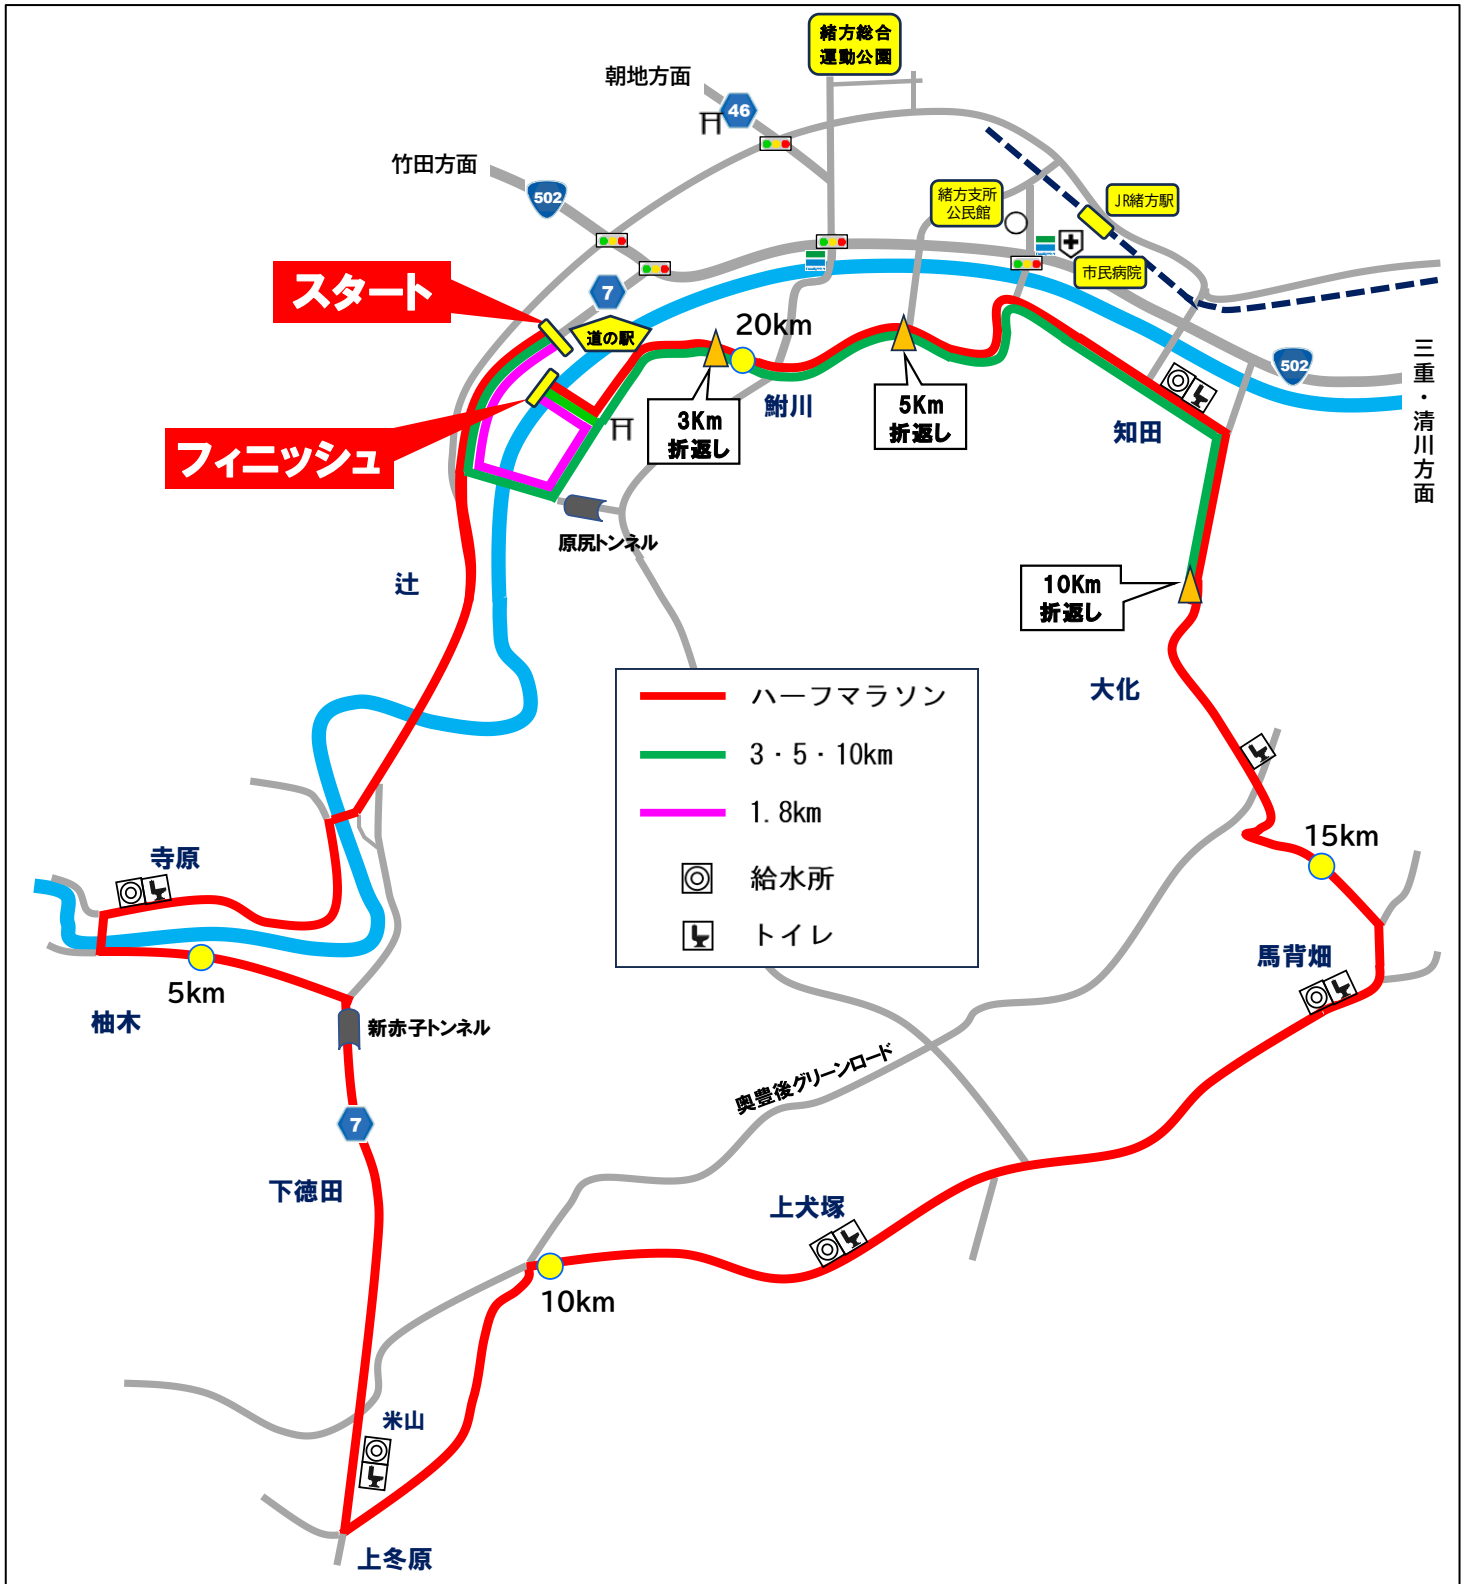 緒方総合
運動公園
朝地方面
46
竹田方面
502
緒方支所
公民館
JR緒方駅
市民病院
スタート
7
道の駅
20km
502
三重・清川方面
3Km
折返し
鮒川
5Km
折返し
知田
フィニッシュ
原尻トンネル
辻
10Km
折返し
大化
ハーフマラソン
3・5・10km
1.8km
給水所
トイレ
15km
寺原
馬背畑
5km
柚木
新赤子トンネル
奥豊後グリーンロード
7
下徳田
上犬塚
10km
米山
上冬原